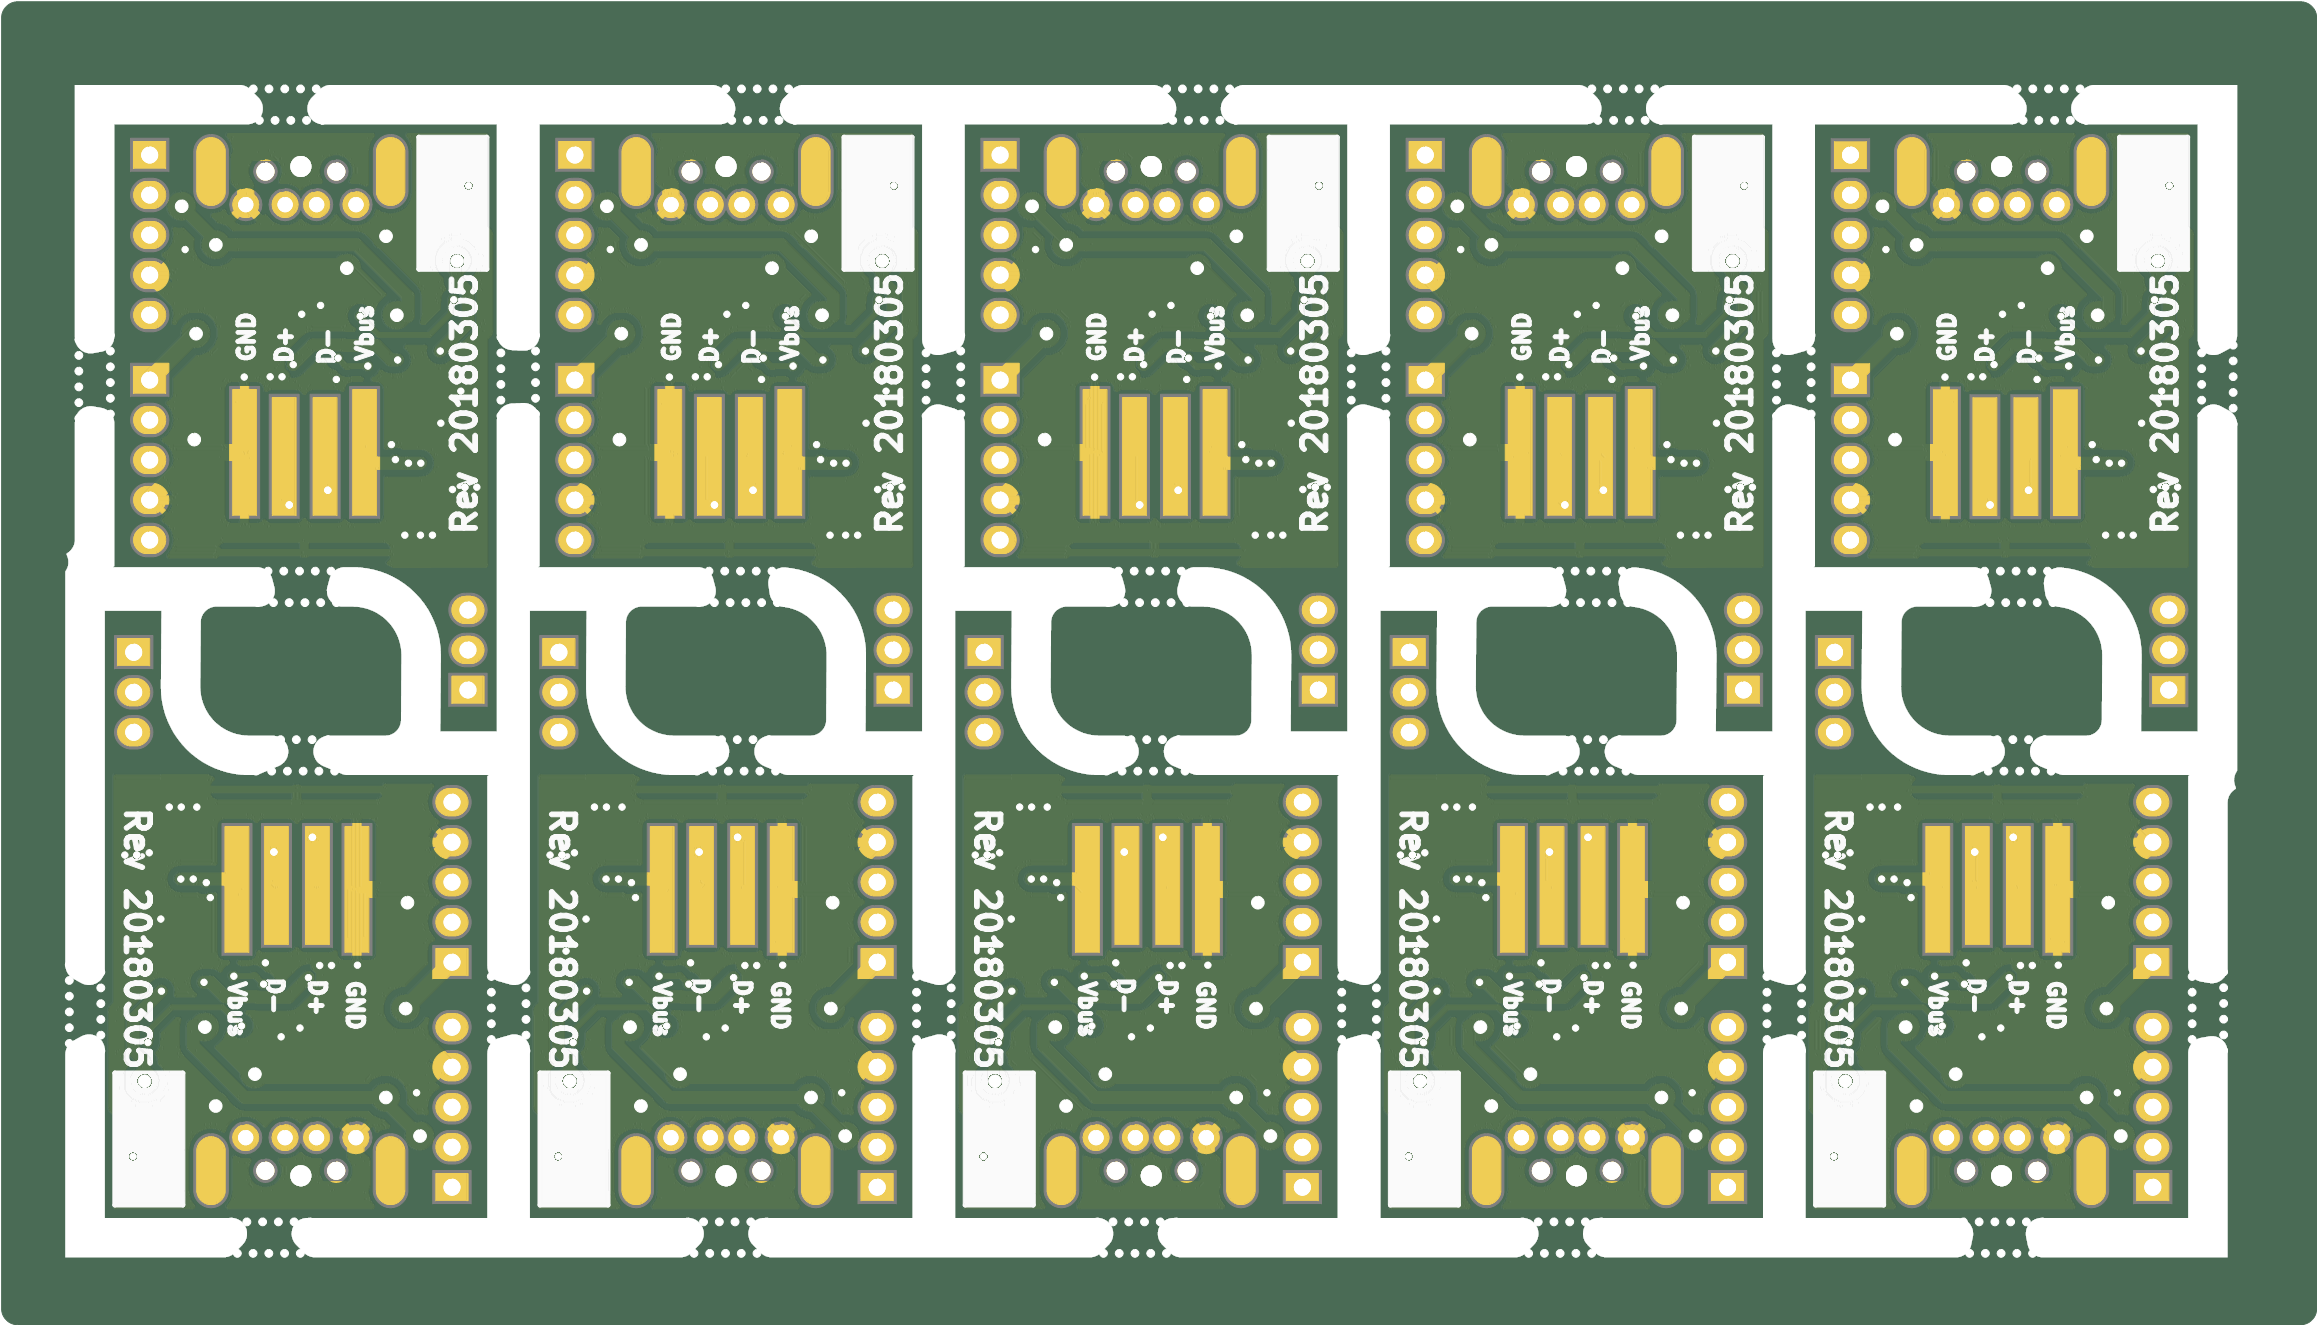 GND
D+
D-
Vbus
Rev 20180305
GND
D+
D-
Vbus
Rev 20180305
GND
D+
D-
Vbus
Rev 20180305
GND
D+
D-
Vbus
Rev 20180305
GND
D+
D-
Vbus
Rev 20180305
Rev 20180305
Vbus
D-
D+
GND
Rev 20180305
Vbus
D-
D+
GND
Rev 20180305
Vbus
D-
D+
GND
Rev 20180305
Vbus
D-
D+
GND
Rev 20180305
Vbus
D-
D+
GND